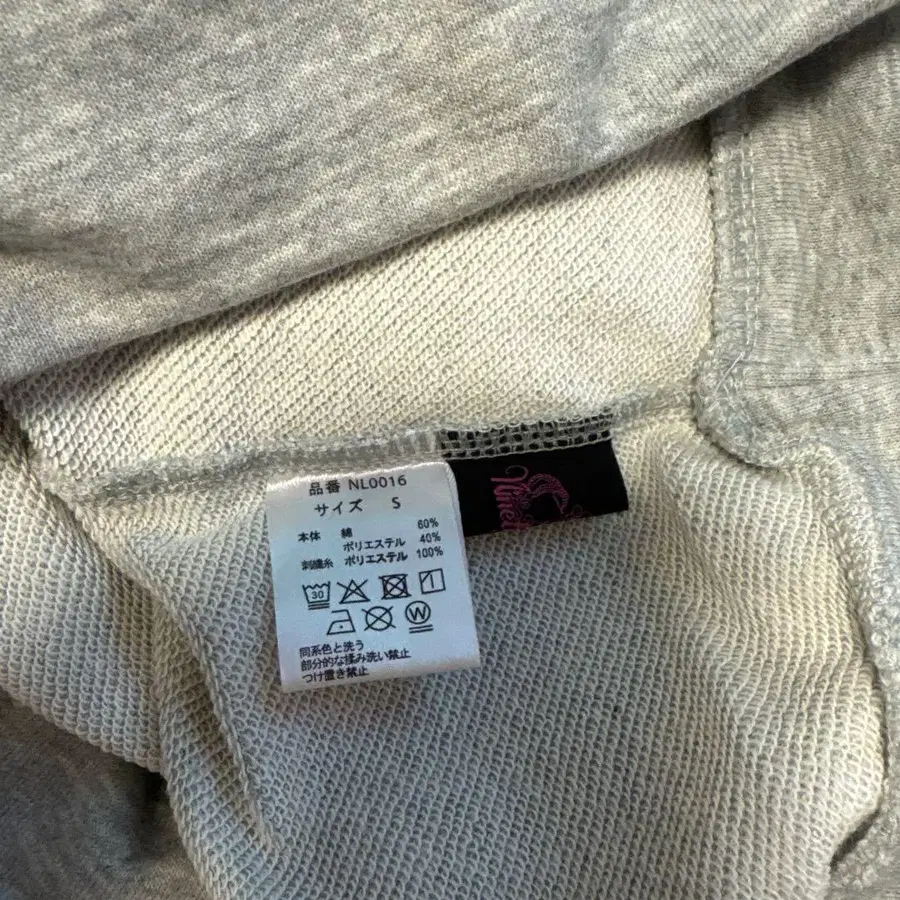 品番 NL0016
サイズ S
本体 綿 60%
ポリエステル 40%
刺繍糸 ポリエステル 100%
30
W
同系色と洗う
部分的な揉み洗い禁止
つけ置き禁止